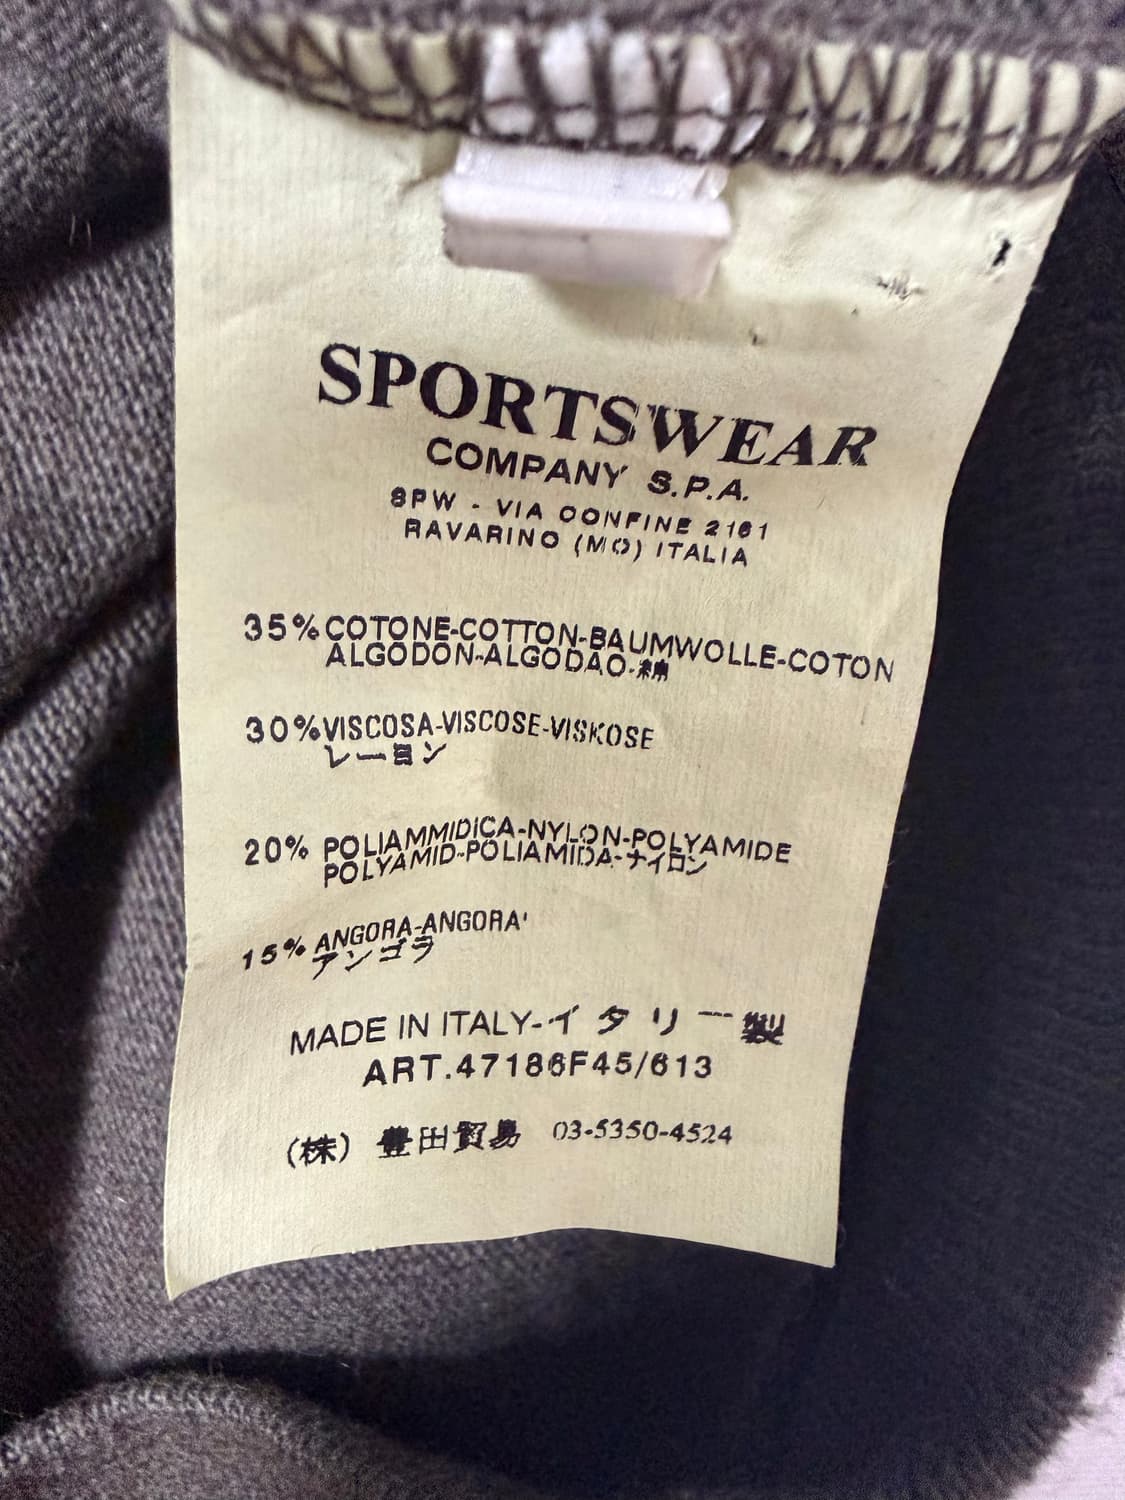 SPORTSWEAR
COMPANY S.P.A.
SPW - VIA CONFINE 2161
RAVARINO (MO) ITALIA
35% COTONE-COTTON-BAUMWOLLE-COTON
ALGODON-ALGODAO-綿
30% VISCOSA-VISCOSE-VISKOSE
レーヨン
20% POLIAMMIDICA-NYLON-POLYAMIDE
POLYAMID-POLIAMIDA-ナイロン
15% ANGORA-ANGORA'
アンゴラ
MADE IN ITALY-イタリー製
ART.47186F45/613
(株) 豊田貿易 03-5350-4524